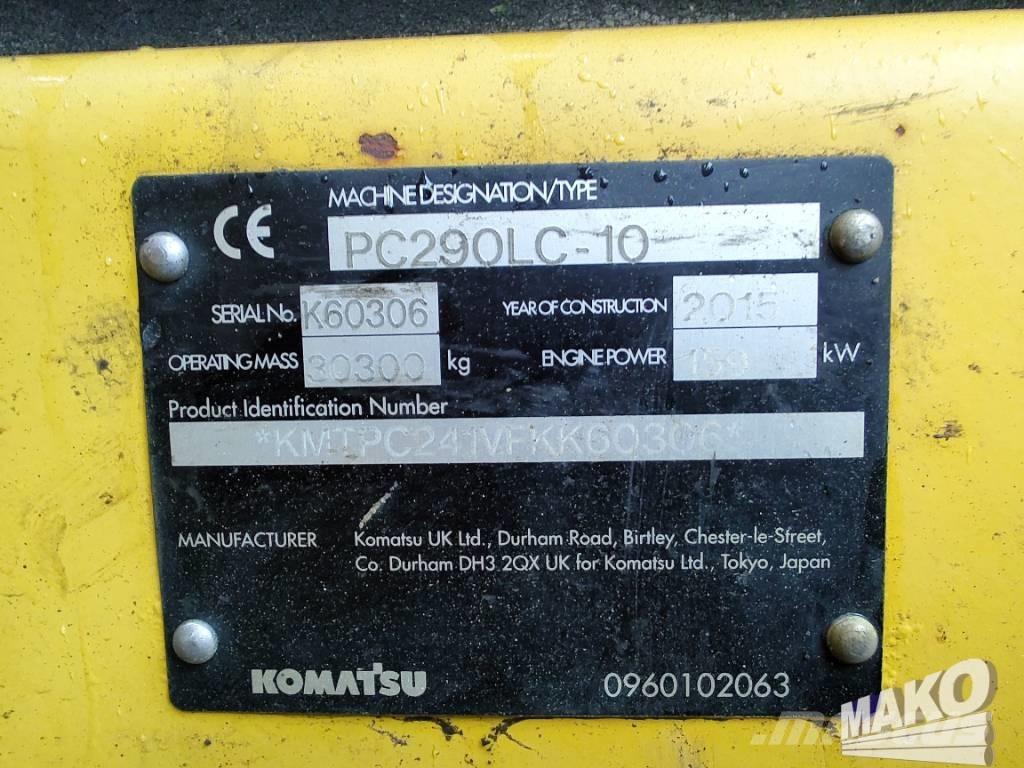 CE
MACHINE DESIGNATION/TYPE
PC290LC-10
SERIAL No. K60306 YEAR OF CONSTRUCTION 2015
OPERATING MASS 30300 kg ENGINE POWER 159 kW
Product Identification Number
*KMTPC241VFKK60306*
MANUFACTURER Komatsu UK Ltd., Durham Road, Birtley, Chester-le-Street,
Co. Durham DH3 2QX UK for Komatsu Ltd., Tokyo, Japan
KOMATSU 0960102063
MAKO